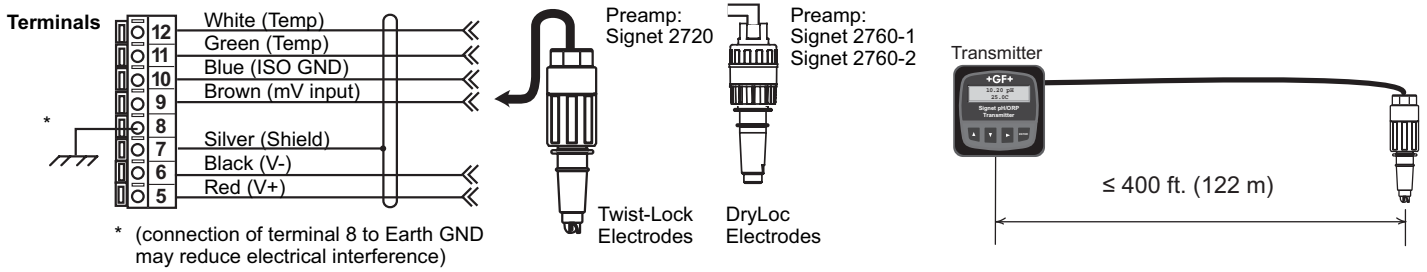 Terminals
12 White (Temp)
11 Green (Temp)
10 Blue (ISO GND)
9 Brown (mV input)
* 8
7 Silver (Shield)
6 Black (V-)
5 Red (V+)
* (connection of terminal 8 to Earth GND
may reduce electrical interference)
Preamp:
Signet 2720
Twist-Lock
Electrodes
Preamp:
Signet 2760-1
Signet 2760-2
DryLoc
Electrodes
Transmitter
+GF+
10.20 pH
25.0C
Signet pH/ORP
Transmitter
≤ 400 ft. (122 m)